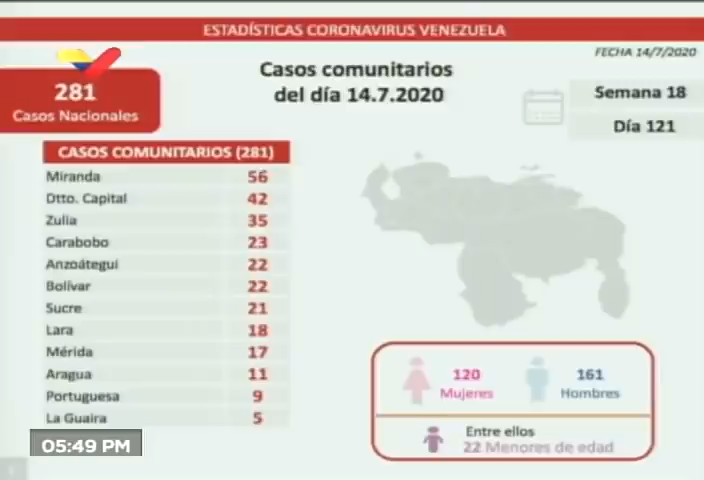 ESTADÍSTICAS CORONAVIRUS VENEZUELA
FECHA 14/7/2020
281
Casos Nacionales
Casos comunitarios
del día 14.7.2020
Semana 18
Día 121
CASOS COMUNITARIOS (281)
Miranda 56
Dtto. Capital 42
Zulia 35
Carabobo 23
Anzoátegui 22
Bolívar 22
Sucre 21
Lara 18
Mérida 17
Aragua 11
Portuguesa 9
La Guaira 5
120
Mujeres
161
Hombres
Entre ellos
22 Menores de edad
05:49 PM